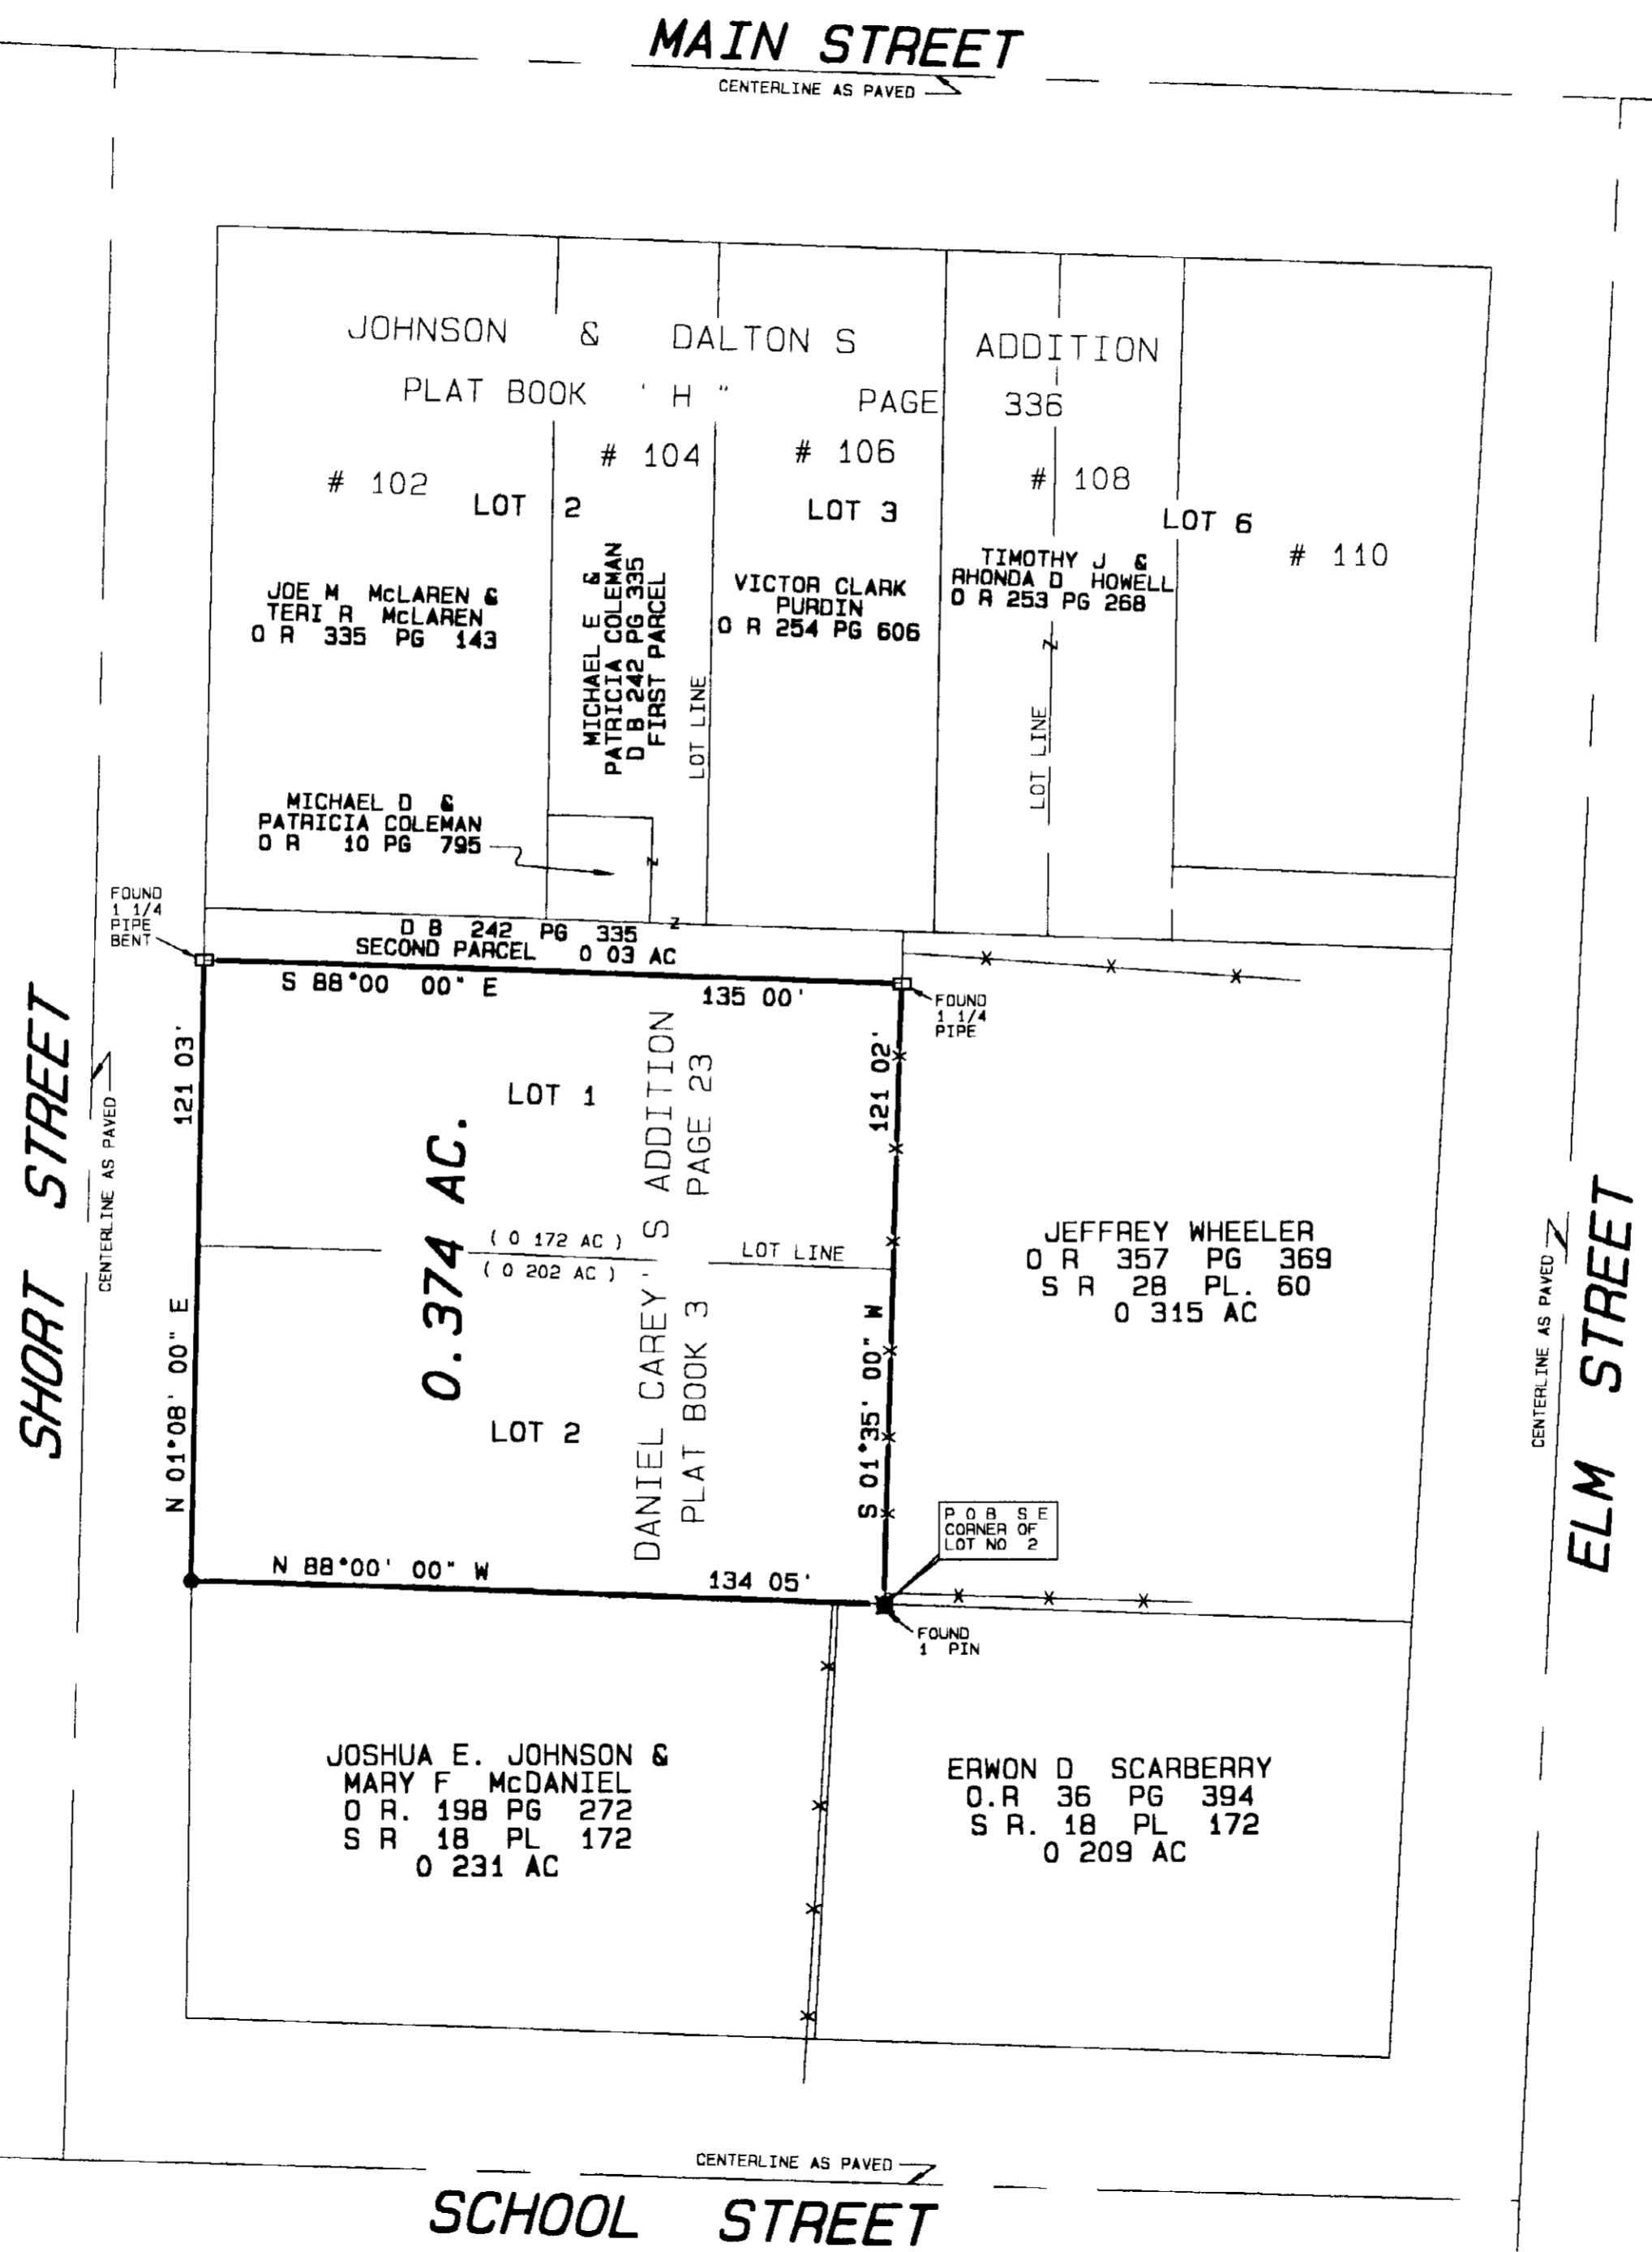 MAIN STREET
CENTERLINE AS PAVED
JOHNSON & DALTON S ADDITION
PLAT BOOK ' H " PAGE 336
# 102
# 104
# 106
# 108
# 110
LOT 2
LOT 3
LOT 6
JOE M McLAREN &
TERI R McLAREN
O R 335 PG 143
MICHAEL E &
PATRICIA COLEMAN
D B 242 PG 335
FIRST PARCEL
LOT LINE
VICTOR CLARK
PURDIN
O R 254 PG 606
TIMOTHY J &
RHONDA D HOWELL
O R 253 PG 268
LOT LINE
MICHAEL D &
PATRICIA COLEMAN
O R 10 PG 795
FOUND
1 1/4
PIPE
BENT
D B 242 PG 335
SECOND PARCEL 0 03 AC
S 88°00 00" E 135 00'
FOUND
1 1/4
PIPE
SHORT STREET
CENTERLINE AS PAVED
121 03'
N 01°08' 00" E
LOT 1
0.374 AC.
( 0 172 AC )
( 0 202 AC )
LOT LINE
LOT 2
DANIEL CAREY' S ADDITION
PLAT BOOK 3 PAGE 23
121 02'
S 01°35' 00" W
JEFFREY WHEELER
O R 357 PG 369
S R 28 PL. 60
0 315 AC
CENTERLINE AS PAVED
ELM STREET
P O B S E
CORNER OF
LOT NO 2
N 88°00' 00" W 134 05'
FOUND
1 PIN
JOSHUA E. JOHNSON &
MARY F McDANIEL
O R. 198 PG 272
S R 18 PL 172
0 231 AC
ERWON D SCARBERRY
O.R 36 PG 394
S R. 18 PL 172
0 209 AC
CENTERLINE AS PAVED
SCHOOL STREET